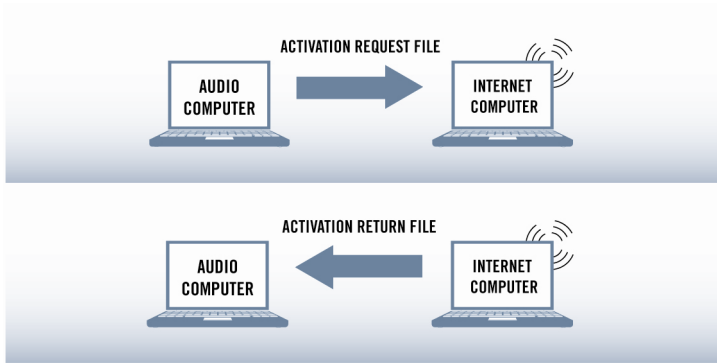 ACTIVATION REQUEST FILE
AUDIO
COMPUTER
INTERNET
COMPUTER
ACTIVATION RETURN FILE
AUDIO
COMPUTER
INTERNET
COMPUTER